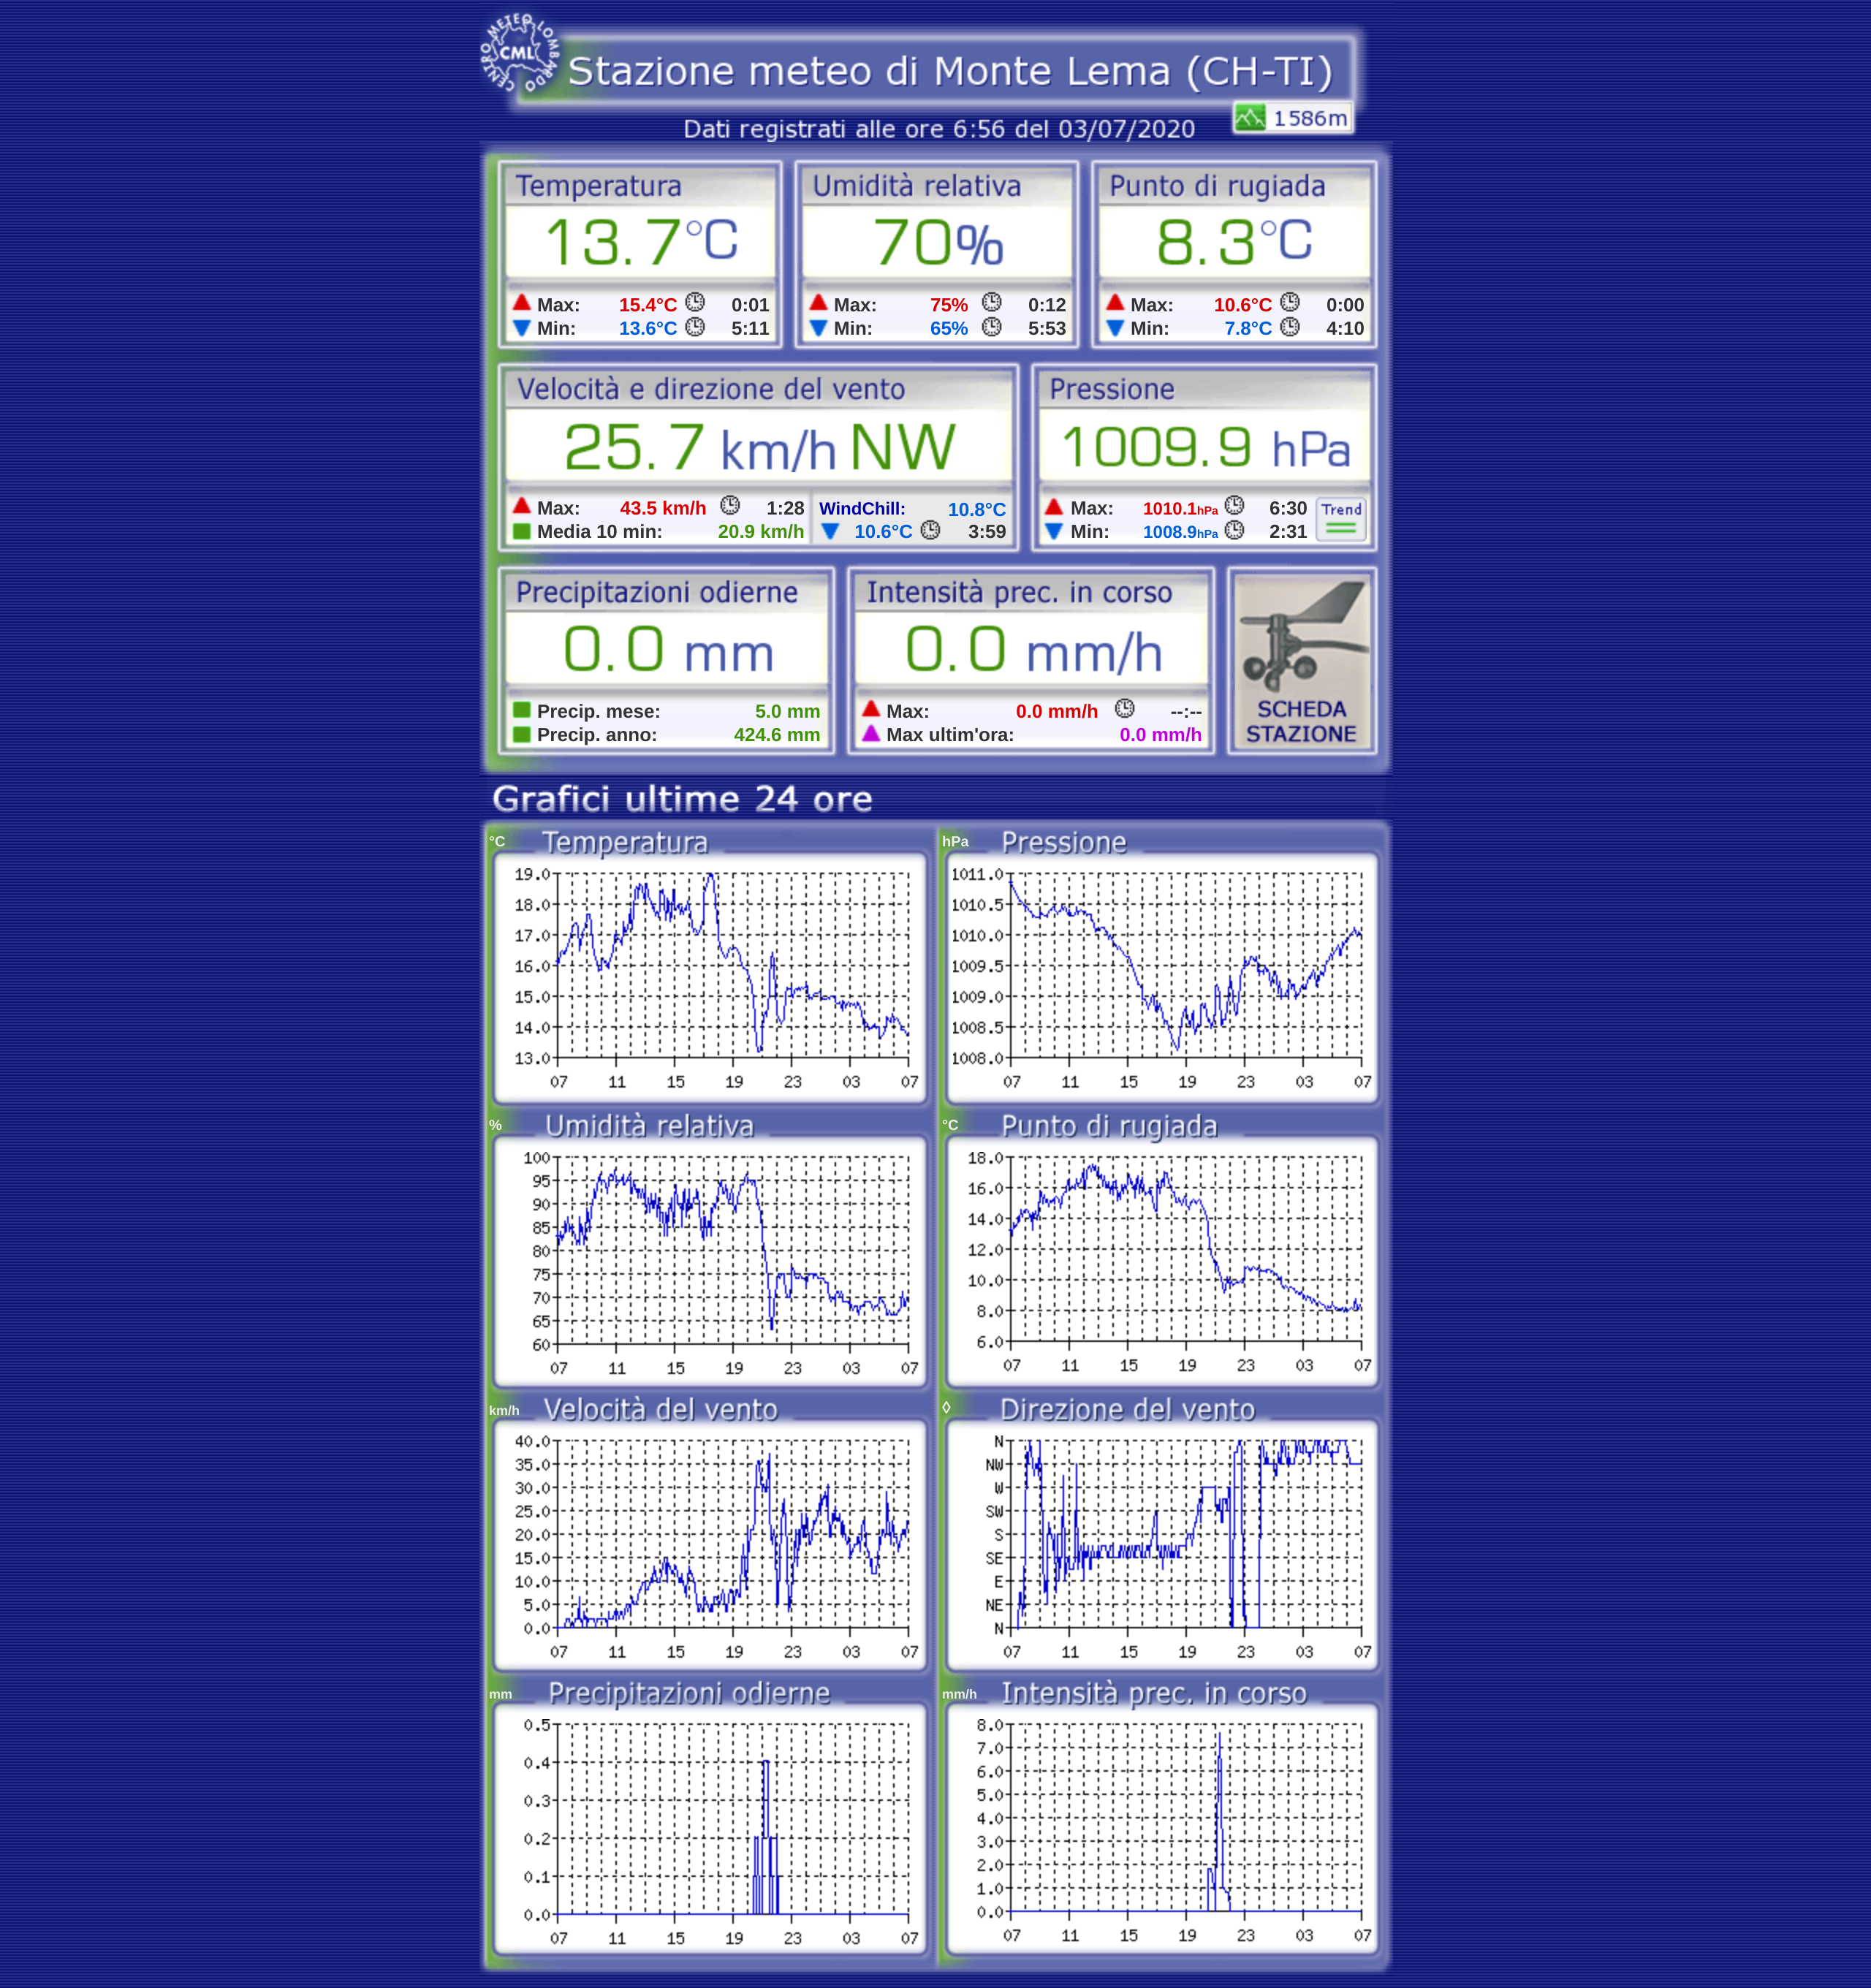 CENTRO METEO LOMBARDO
CML
Stazione meteo di Monte Lema (CH-TI)
1586m
Dati registrati alle ore 6:56 del 03/07/2020
Temperatura
13.7°C
Max: 15.4°C 0:01
Min: 13.6°C 5:11
Umidità relativa
70%
Max: 75% 0:12
Min: 65% 5:53
Punto di rugiada
8.3°C
Max: 10.6°C 0:00
Min: 7.8°C 4:10
Velocità e direzione del vento
25.7 km/h NW
Max: 43.5 km/h 1:28
Media 10 min: 20.9 km/h
WindChill: 10.8°C
10.6°C 3:59
Pressione
1009.9 hPa
Max: 1010.1hPa 6:30
Min: 1008.9hPa 2:31
Trend
Precipitazioni odierne
0.0 mm
Precip. mese: 5.0 mm
Precip. anno: 424.6 mm
Intensità prec. in corso
0.0 mm/h
Max: 0.0 mm/h --:--
Max ultim'ora: 0.0 mm/h
SCHEDA
STAZIONE
Grafici ultime 24 ore
°C Temperatura
19.0
18.0
17.0
16.0
15.0
14.0
13.0
07 11 15 19 23 03 07
hPa Pressione
1011.0
1010.5
1010.0
1009.5
1009.0
1008.5
1008.0
07 11 15 19 23 03 07
% Umidità relativa
100
95
90
85
80
75
70
65
60
07 11 15 19 23 03 07
°C Punto di rugiada
18.0
16.0
14.0
12.0
10.0
8.0
6.0
07 11 15 19 23 03 07
km/h Velocità del vento
40.0
35.0
30.0
25.0
20.0
15.0
10.0
5.0
0.0
07 11 15 19 23 03 07
◊ Direzione del vento
N
NW
W
SW
S
SE
E
NE
N
07 11 15 19 23 03 07
mm Precipitazioni odierne
0.5
0.4
0.3
0.2
0.1
0.0
07 11 15 19 23 03 07
mm/h Intensità prec. in corso
8.0
7.0
6.0
5.0
4.0
3.0
2.0
1.0
0.0
07 11 15 19 23 03 07